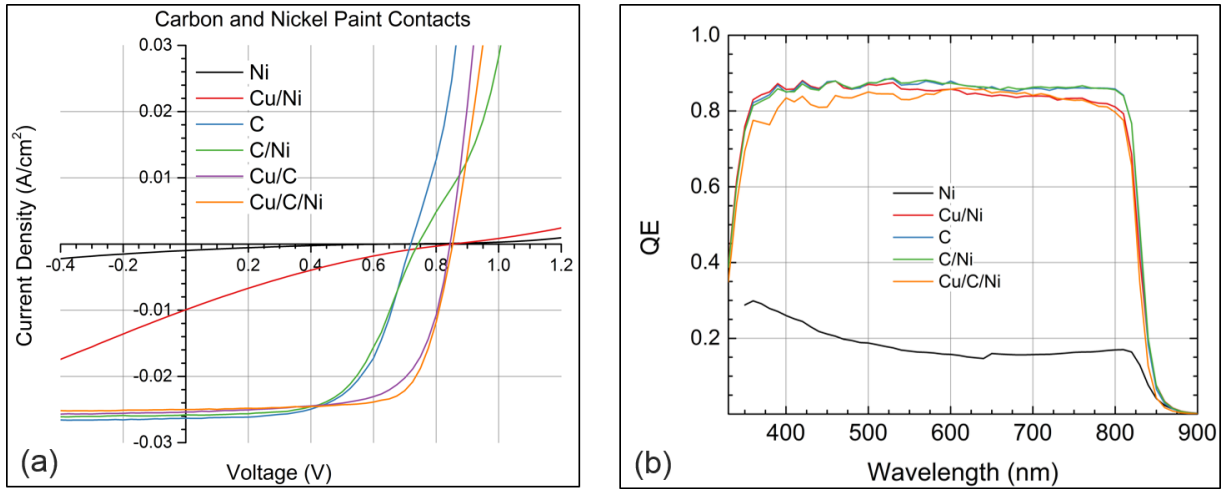 Carbon and Nickel Paint Contacts
0.03
0.02
0.01
-0.01
-0.02
-0.03
-0.4
-0.2
0.2
0.4
0.6
0.8
1.0
1.2
Current Density (A/cm²)
Voltage (V)
Ni
Cu/Ni
C
C/Ni
Cu/C
Cu/C/Ni
(a)
1.0
0.8
0.6
0.4
0.2
QE
Ni
Cu/Ni
C
C/Ni
Cu/C/Ni
400
500
600
700
800
900
Wavelength (nm)
(b)